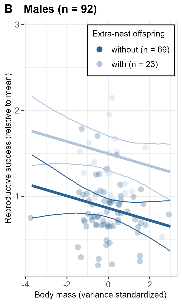 B Males (n = 92)
Extra-nest offspring
without (n = 69)
with (n = 23)
Reproductive success (relative to mean)
3
2
1
-4
-2
0
2
Body mass (variance standardized)